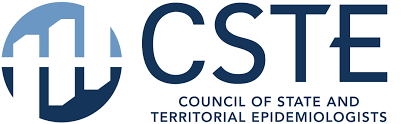 CSTE
COUNCIL OF STATE AND
TERRITORIAL EPIDEMIOLOGISTS